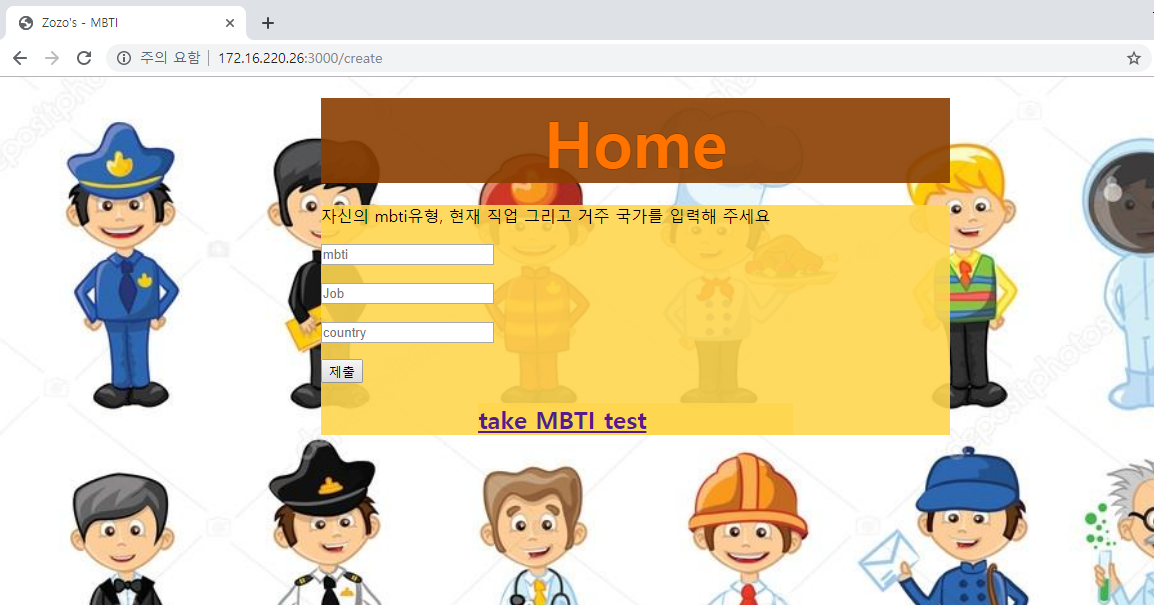 Zozo's - MBTI
주의 요함 | 172.16.220.26:3000/create
Home
자신의 mbti유형, 현재 직업 그리고 거주 국가를 입력해 주세요
mbti
Job
country
제출
take MBTI test
depositphotos
depositphotos